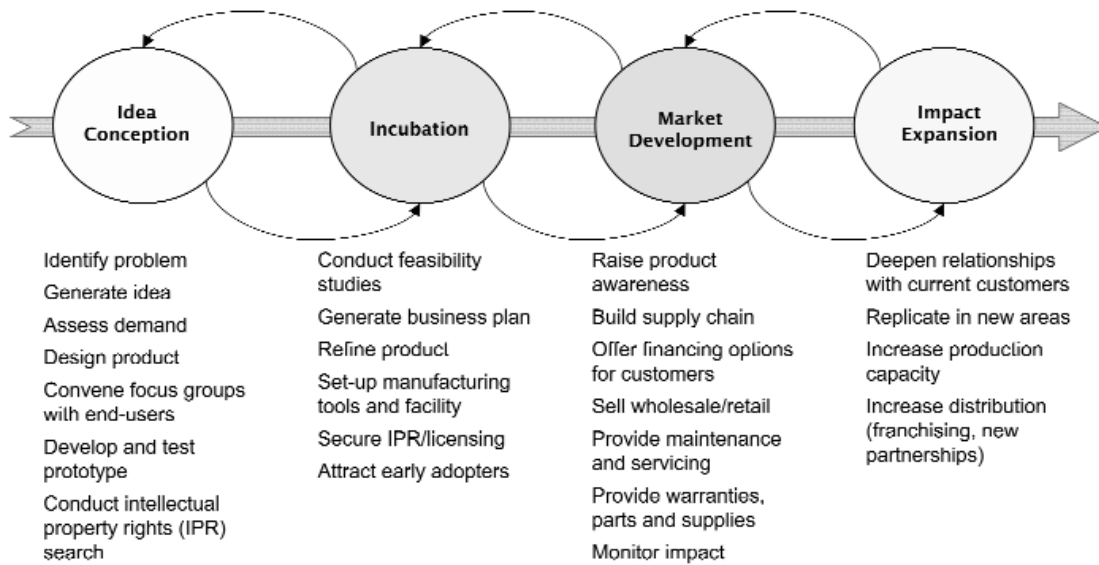 Idea
Conception
Incubation
Market
Development
Impact
Expansion
Identify problem
Generate idea
Assess demand
Design product
Convene focus groups
with end-users
Develop and test
prototype
Conduct intellectual
property rights (IPR)
search
Conduct feasibility
studies
Generate business plan
Refine product
Set-up manufacturing
tools and facility
Secure IPR/licensing
Attract early adopters
Raise product
awareness
Build supply chain
Offer financing options
for customers
Sell wholesale/retail
Provide maintenance
and servicing
Provide warranties,
parts and supplies
Monitor impact
Deepen relationships
with current customers
Replicate in new areas
Increase production
capacity
Increase distribution
(franchising, new
partnerships)